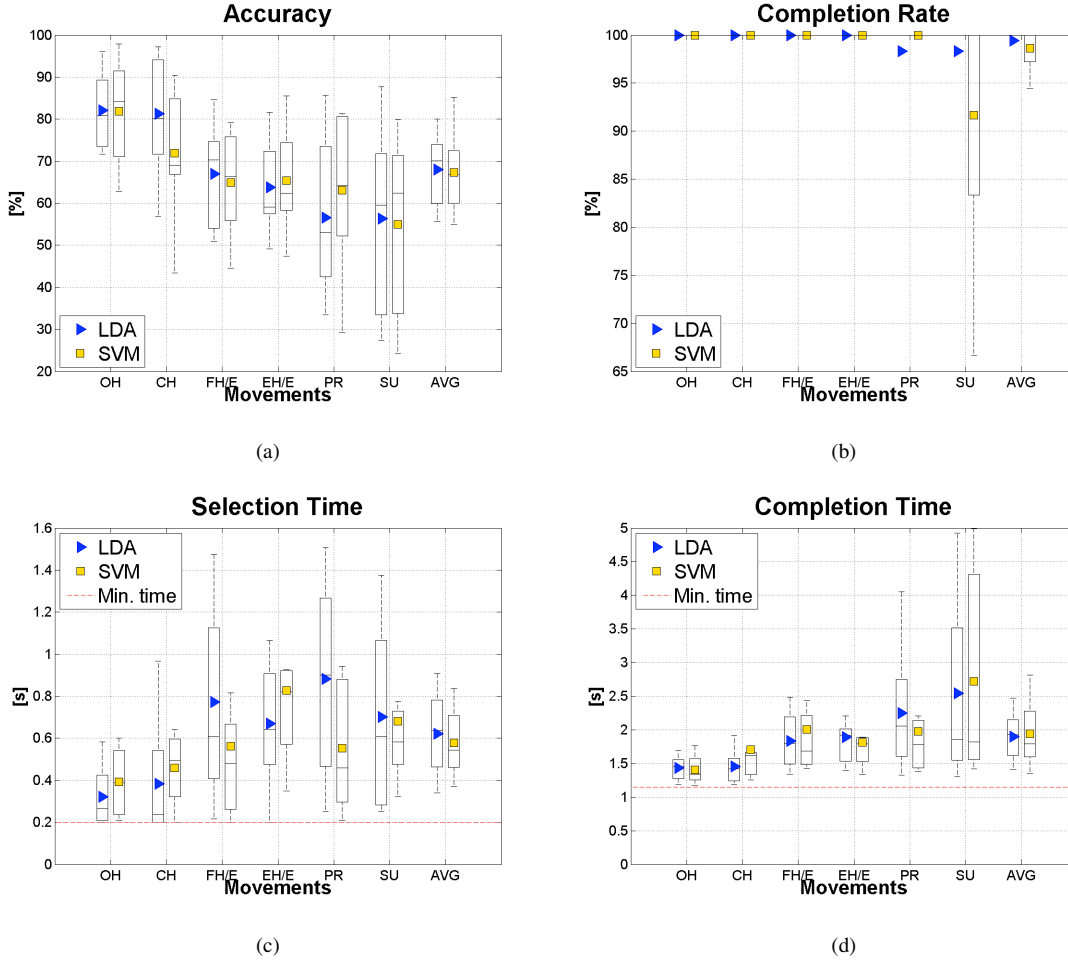 Accuracy
100
90
80
70
60
50
40
30
20
[%]
LDA
SVM
OH CH FH/E EH/E PR SU AVG
Movements
(a)
Completion Rate
100
95
90
85
80
75
70
65
[%]
LDA
SVM
OH CH FH/E EH/E PR SU AVG
Movements
(b)
Selection Time
1.6
1.4
1.2
1
0.8
0.6
0.4
0.2
0
[s]
LDA
SVM
Min. time
OH CH FH/E EH/E PR SU AVG
Movements
(c)
Completion Time
5
4.5
4
3.5
3
2.5
2
1.5
1
0.5
0
[s]
LDA
SVM
Min. time
OH CH FH/E EH/E PR SU AVG
Movements
(d)